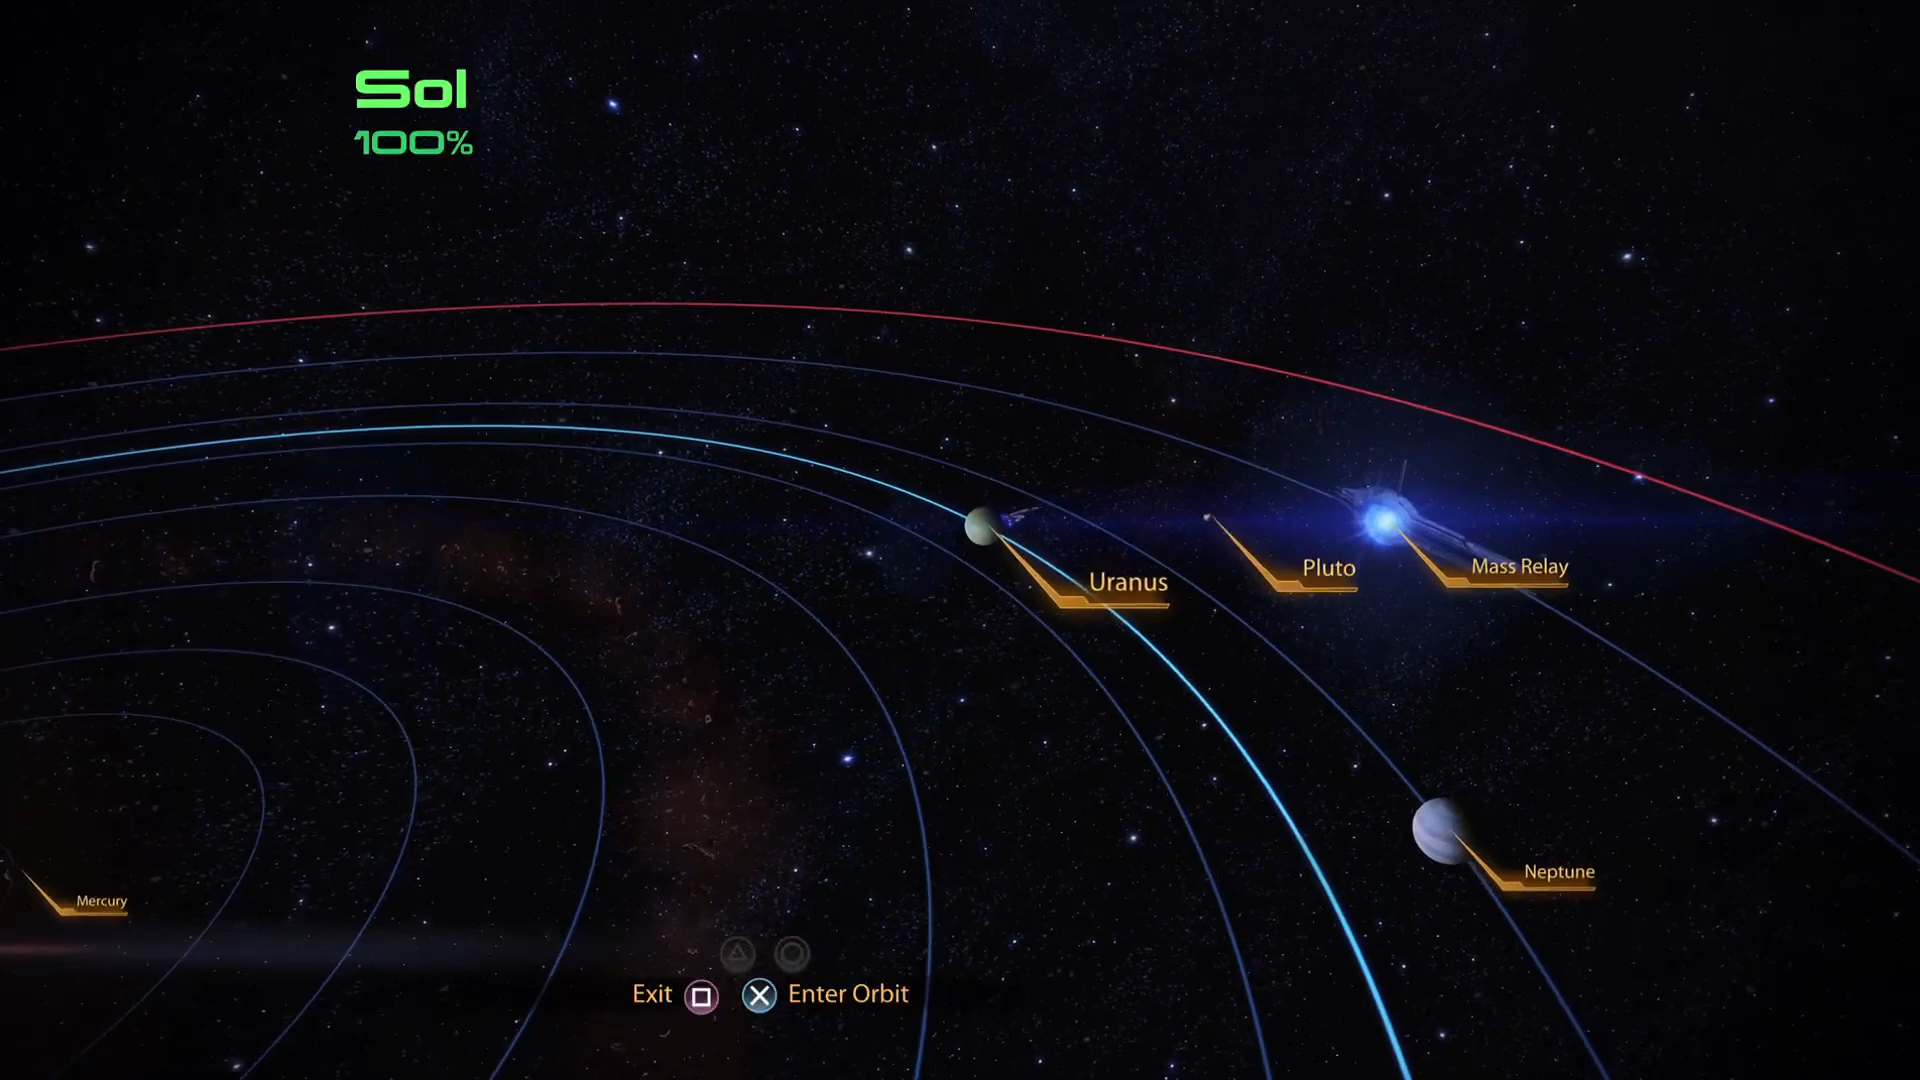 Sol
100%
Uranus
Pluto
Mass Relay
Neptune
Mercury
Exit
Enter Orbit